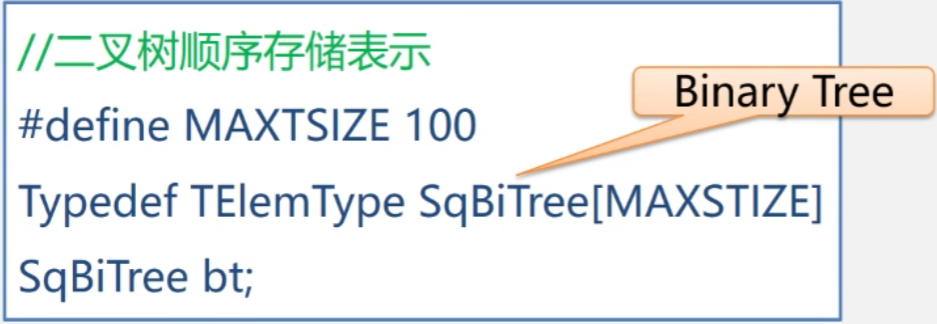 //二叉树顺序存储表示
Binary Tree
#define MAXTSIZE 100
Typedef TElemType SqBiTree[MAXSTIZE]
SqBiTree bt;